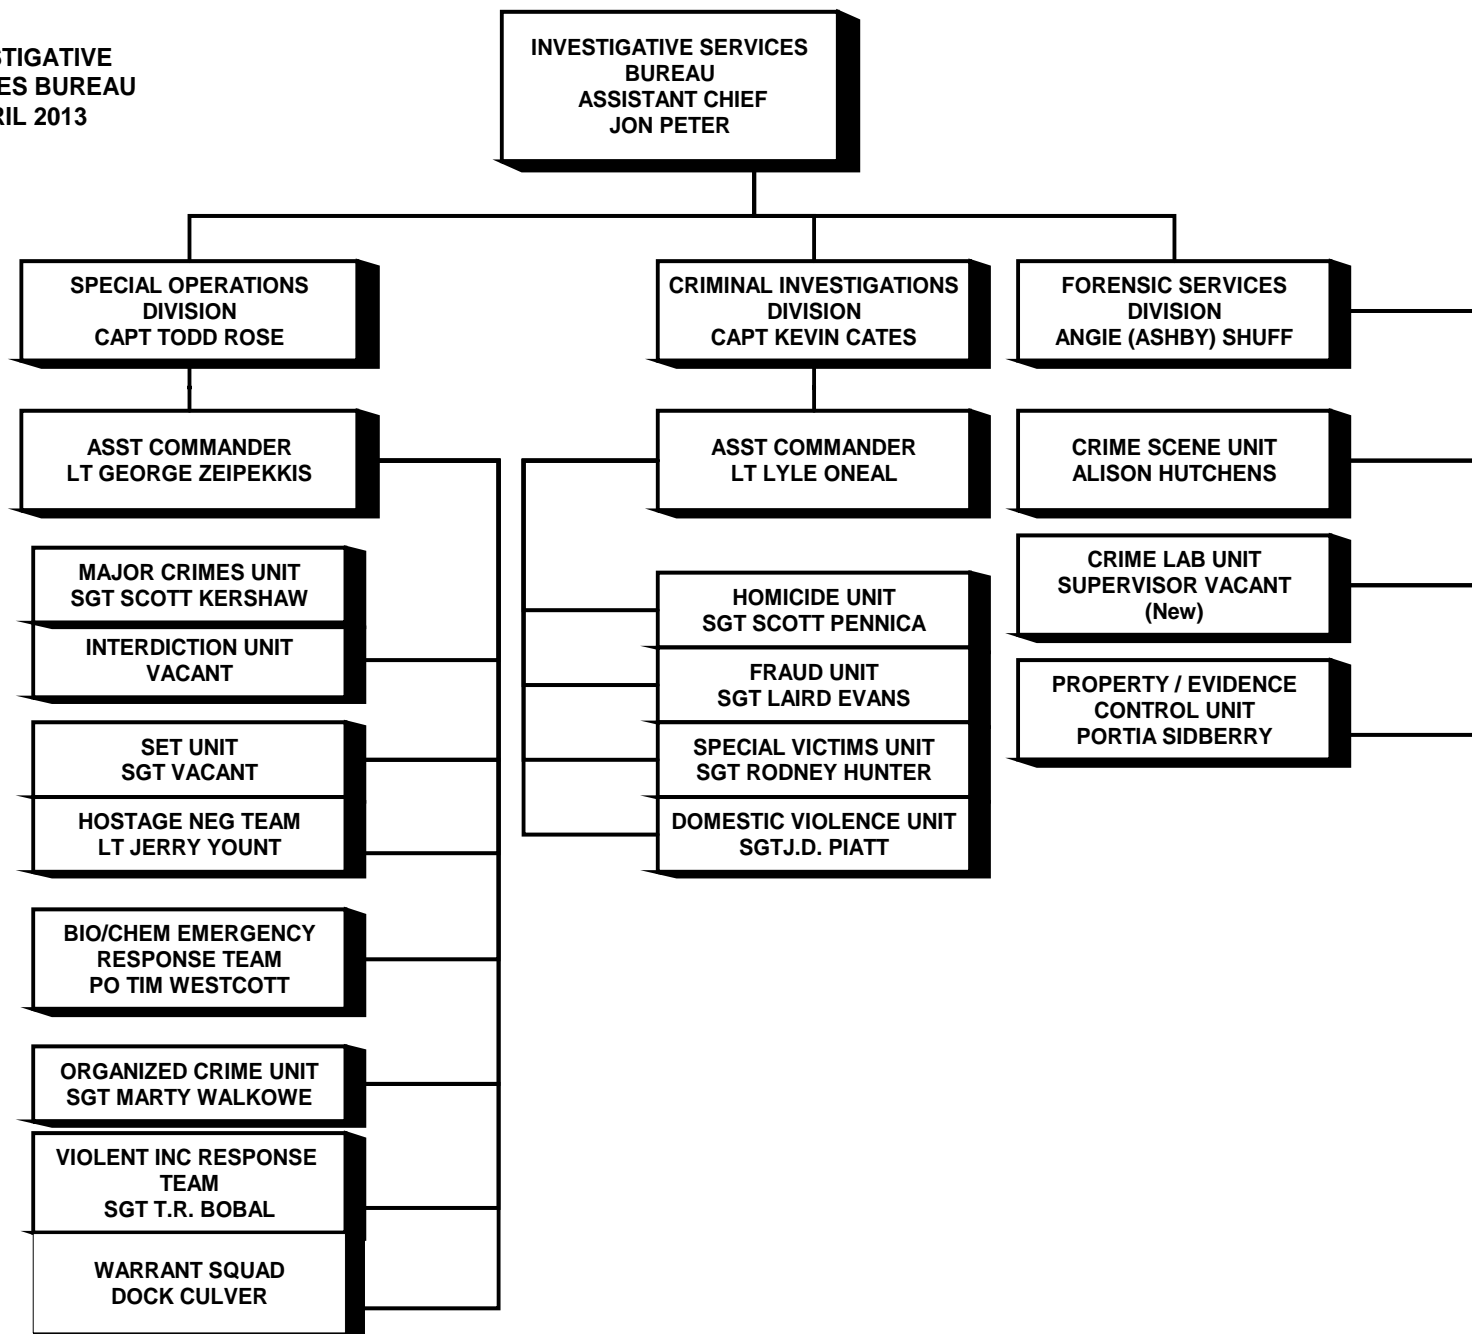 STIGATIVE
ES BUREAU
RIL 2013
INVESTIGATIVE SERVICES
BUREAU
ASSISTANT CHIEF
JON PETER
SPECIAL OPERATIONS
DIVISION
CAPT TODD ROSE
CRIMINAL INVESTIGATIONS
DIVISION
CAPT KEVIN CATES
FORENSIC SERVICES
DIVISION
ANGIE (ASHBY) SHUFF
ASST COMMANDER
LT GEORGE ZEIPEKKIS
ASST COMMANDER
LT LYLE ONEAL
CRIME SCENE UNIT
ALISON HUTCHENS
MAJOR CRIMES UNIT
SGT SCOTT KERSHAW
INTERDICTION UNIT
VACANT
SET UNIT
SGT VACANT
HOSTAGE NEG TEAM
LT JERRY YOUNT
BIO/CHEM EMERGENCY
RESPONSE TEAM
PO TIM WESTCOTT
ORGANIZED CRIME UNIT
SGT MARTY WALKOWE
VIOLENT INC RESPONSE
TEAM
SGT T.R. BOBAL
WARRANT SQUAD
DOCK CULVER
HOMICIDE UNIT
SGT SCOTT PENNICA
FRAUD UNIT
SGT LAIRD EVANS
SPECIAL VICTIMS UNIT
SGT RODNEY HUNTER
DOMESTIC VIOLENCE UNIT
SGTJ.D. PIATT
CRIME LAB UNIT
SUPERVISOR VACANT
(New)
PROPERTY / EVIDENCE
CONTROL UNIT
PORTIA SIDBERRY